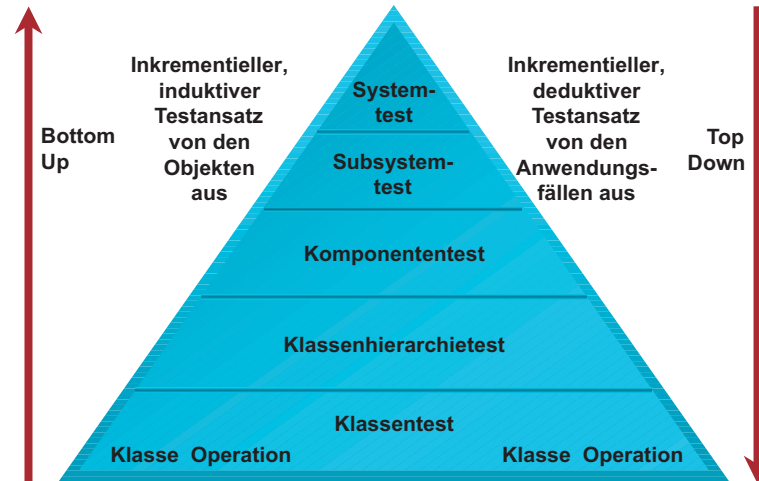 Bottom
Up
Inkrementieller,
induktiver
Testansatz
von den
Objekten
aus
System-
test
Subsystem-
test
Komponententest
Klassenhierarchietest
Klassentest
Klasse Operation
Klasse Operation
Inkrementieller,
deduktiver
Testansatz
von den
Anwendungs-
fällen aus
Top
Down